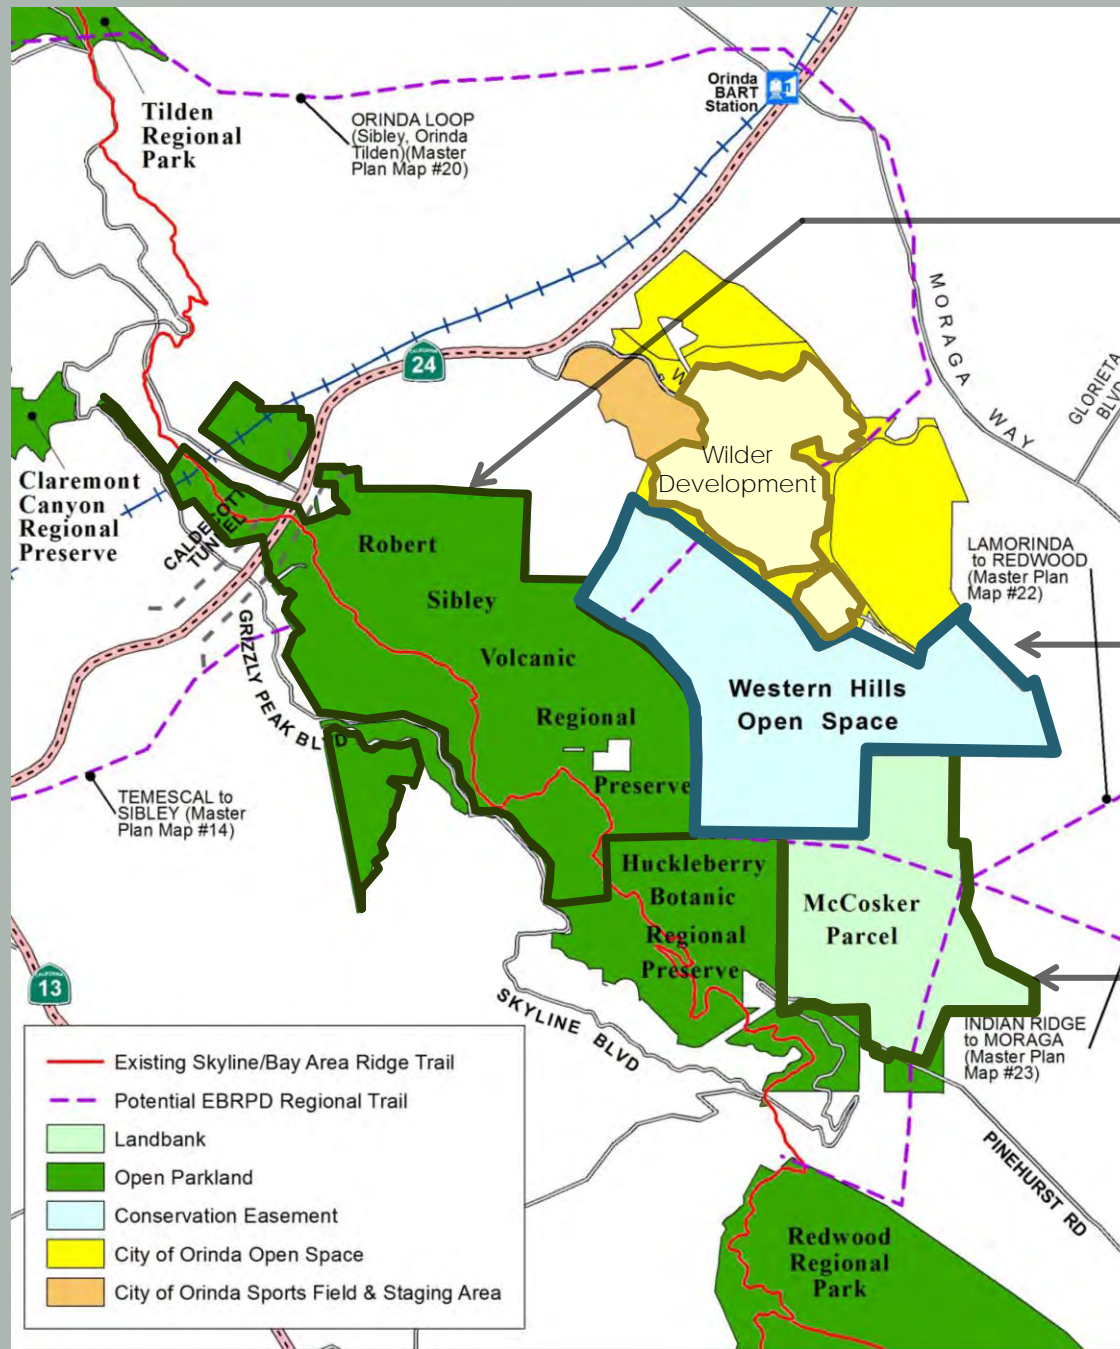 Tilden
Regional
Park
ORINDA LOOP
(Sibley, Orinda
Tilden)(Master
Plan Map #20)
Orinda
BART
Station
24
MORAGA WAY
GLORIETA
BLVD
Claremont
Canyon
Regional
Preserve
CALDECOTT
TUNNEL
Wilder
Development
Robert
Sibley
Volcanic
Regional
Preserve
LAMORINDA
to REDWOOD
(Master Plan
Map #22)
GRIZZLY PEAK BLVD
Western Hills
Open Space
TEMESCAL to
SIBLEY (Master
Plan Map #14)
Huckleberry
Botanic
Regional
Preserve
McCosker
Parcel
CALIFORNIA
13
SKYLINE BLVD
INDIAN RIDGE
to MORAGA
(Master Plan
Map #23)
PINEHURST RD
Redwood
Regional
Park
Existing Skyline/Bay Area Ridge Trail
Potential EBRPD Regional Trail
Landbank
Open Parkland
Conservation Easement
City of Orinda Open Space
City of Orinda Sports Field & Staging Area